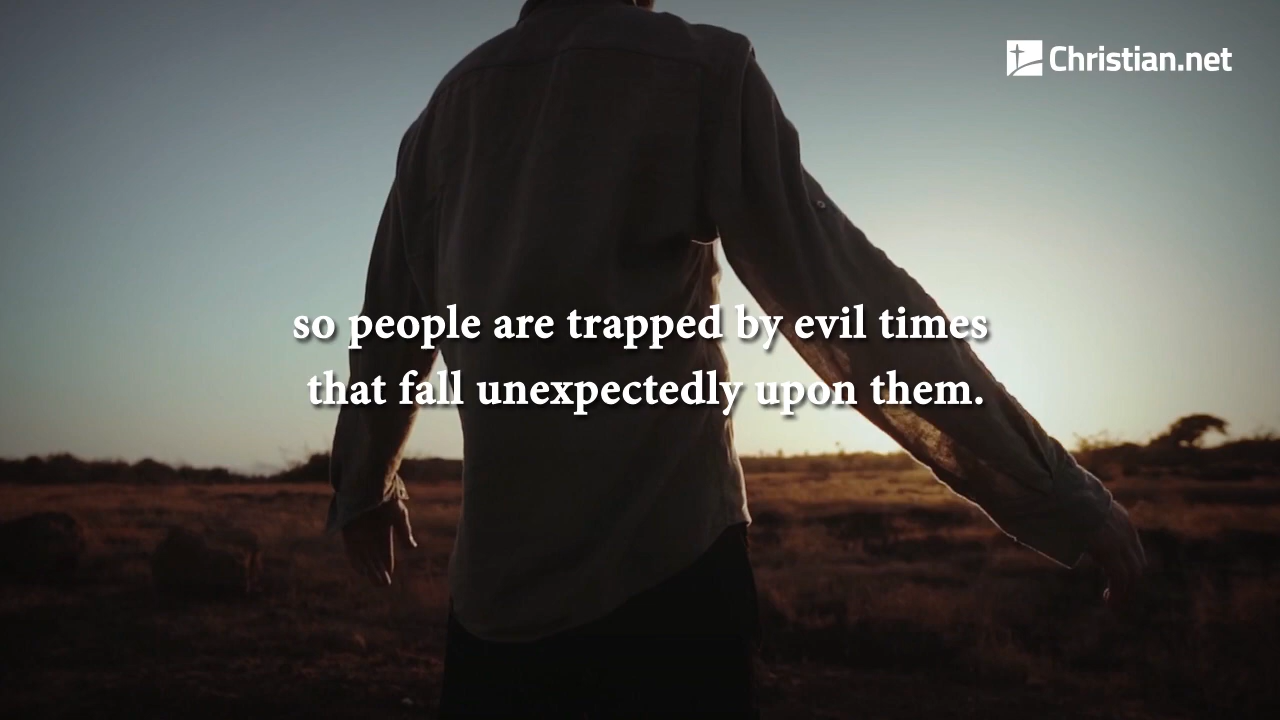 Christian.net
so people are trapped by evil times
that fall unexpectedly upon them.